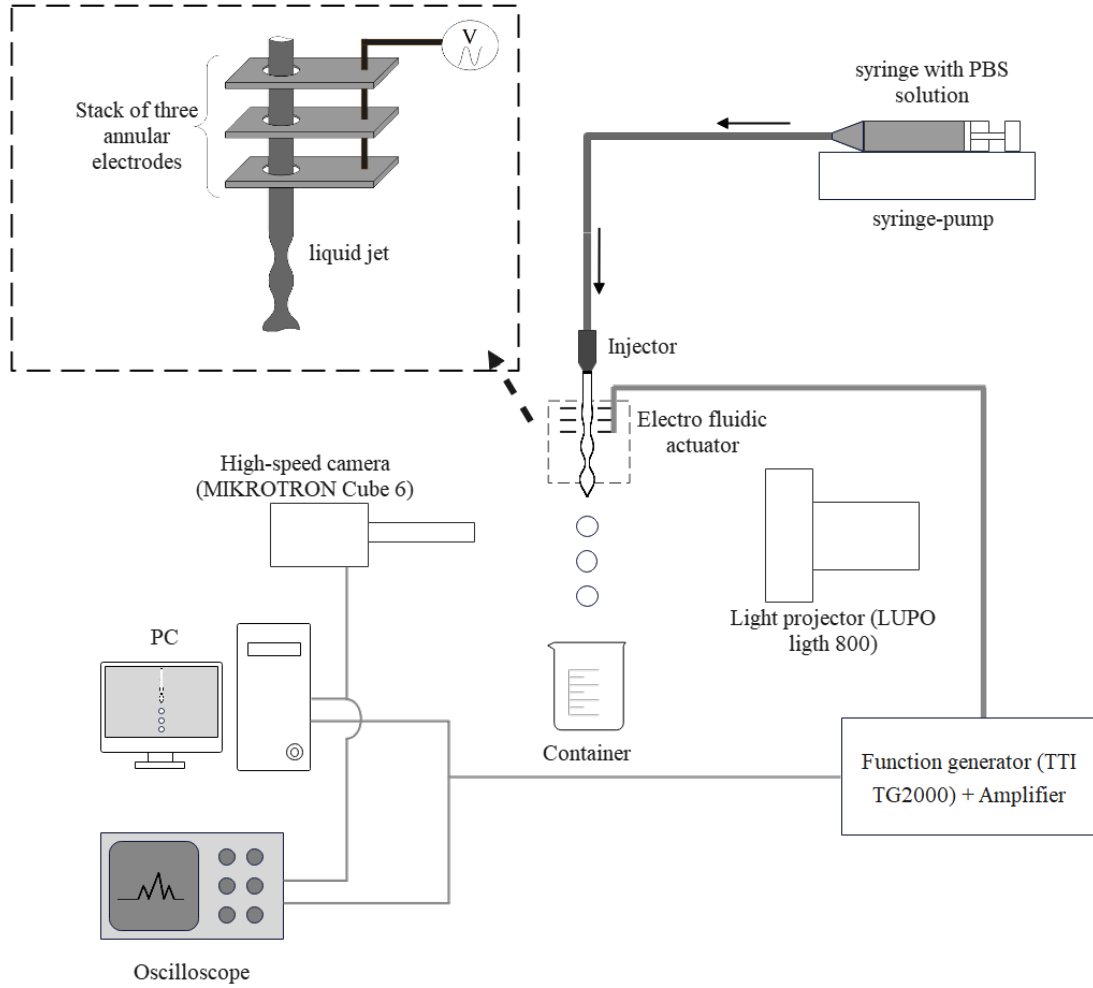 V
Stack of three
annular
electrodes
liquid jet
syringe with PBS
solution
syringe-pump
Injector
Electro fluidic
actuator
High-speed camera
(MIKROTRON Cube 6)
Light projector (LUPO
ligth 800)
PC
Container
Function generator (TTI
TG2000) + Amplifier
Oscilloscope